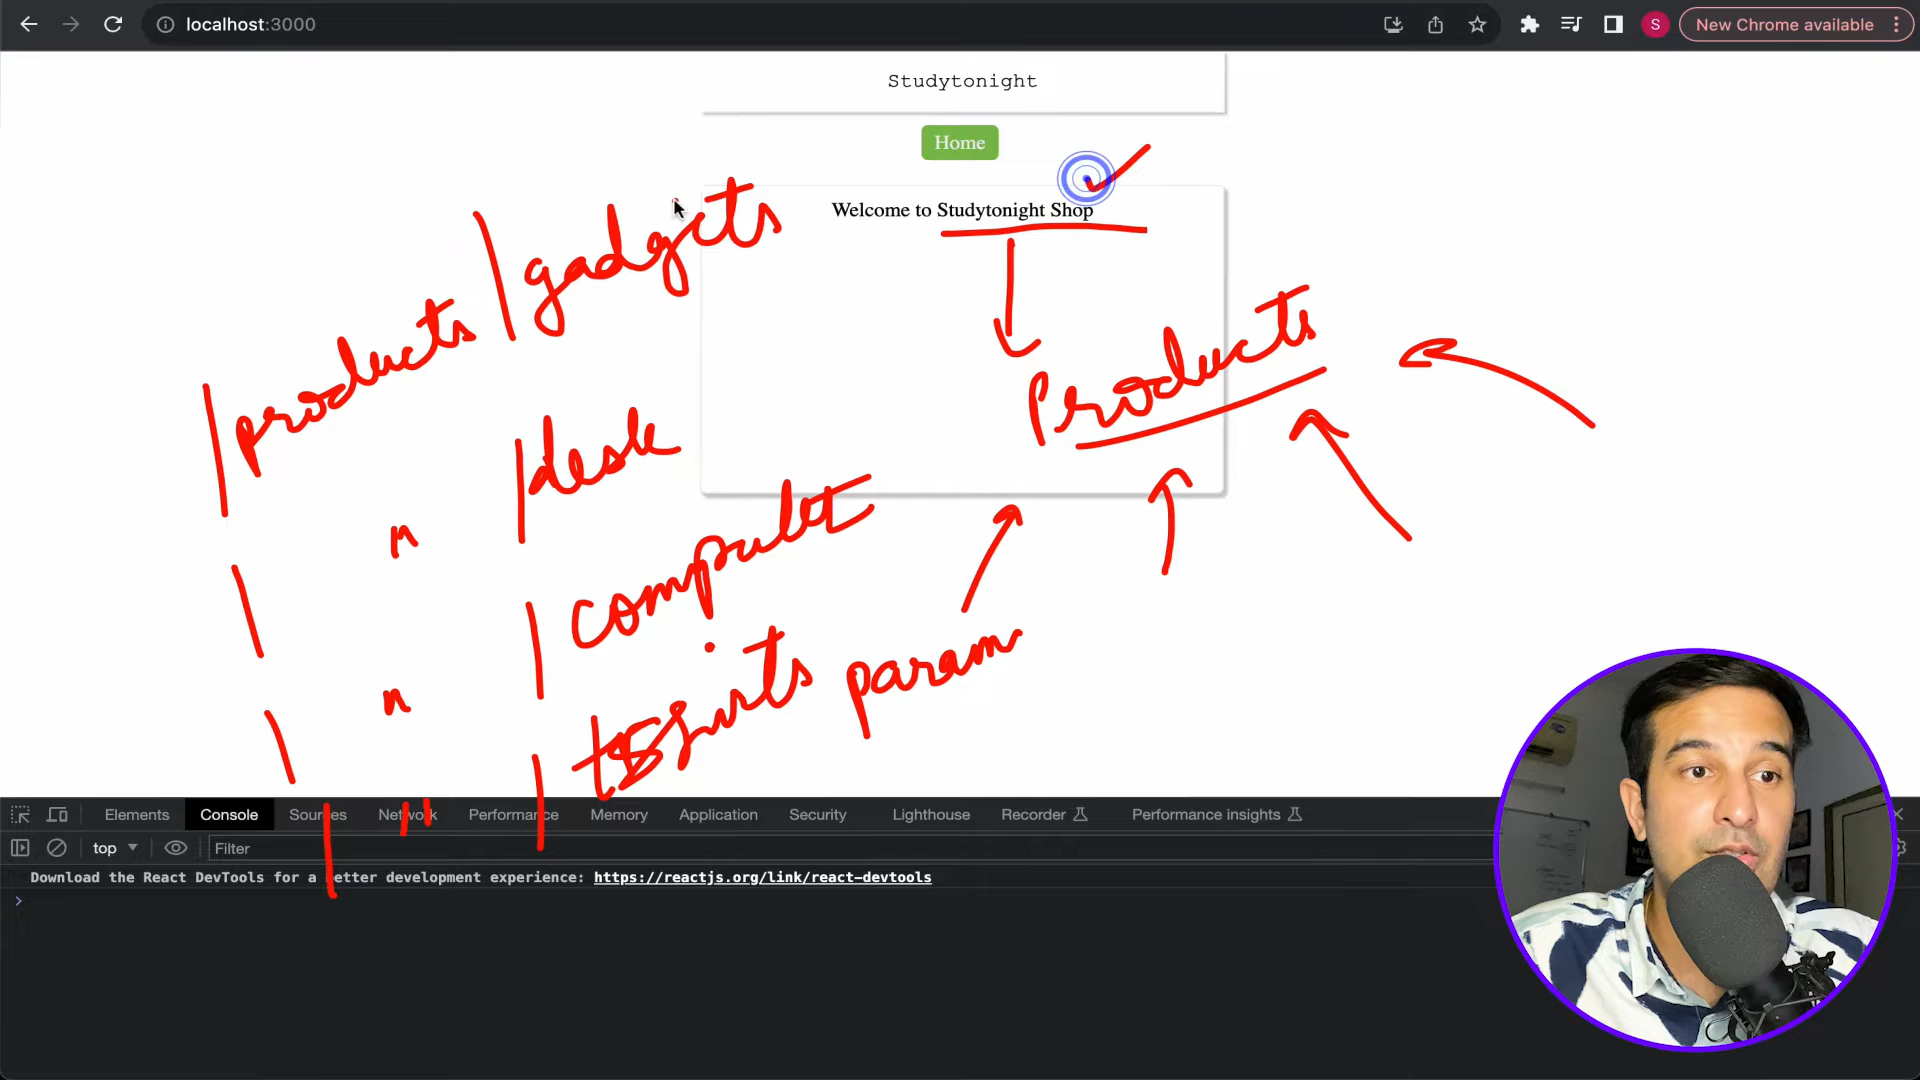 localhost:3000
S
New Chrome available
Studytonight
Home
Welcome to Studytonight Shop
/products /gadgets
Products
/ " /desk
/ " /
/ " /tshirts param
Elements Console Sources Network Performance Memory Application Security Lighthouse Recorder Performance insights
top Filter
Download the React DevTools for a better development experience: https://reactjs.org/link/react-devtools
>